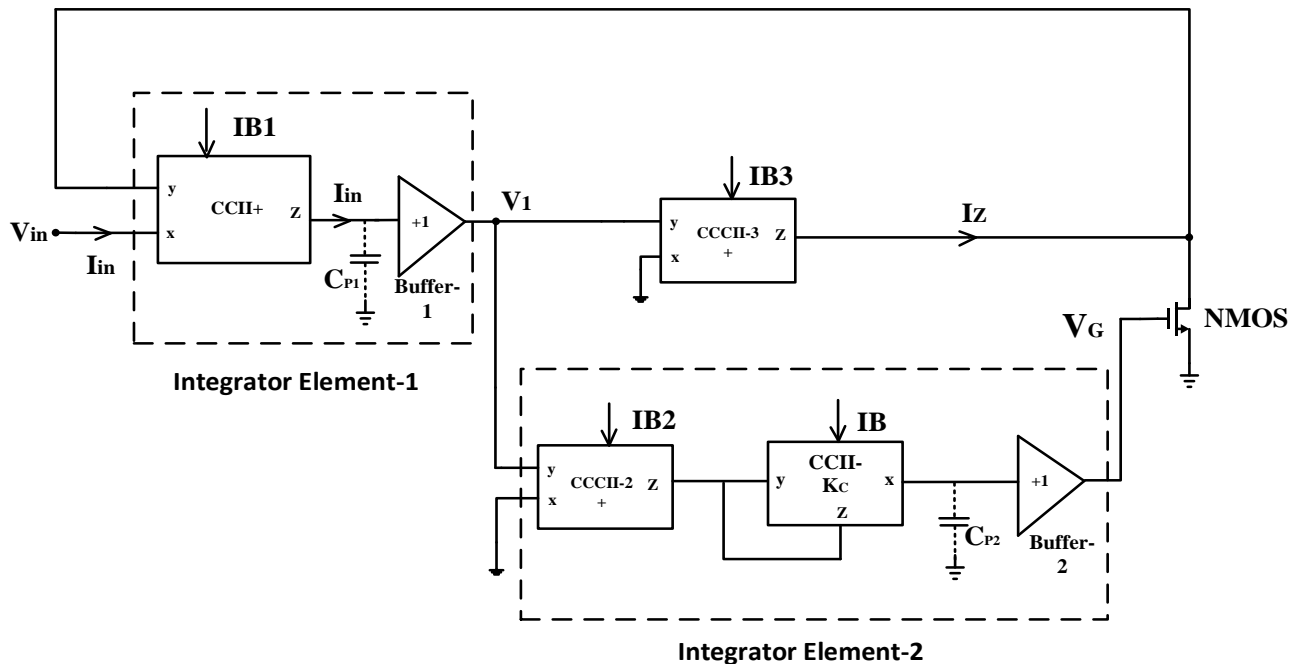 IB1
y
CCII+
Z
x
Vin
Iin
Iin
CP1
+1
Buffer-
1
V1
IB3
y
CCCII-3
+
Z
x
IZ
VG
NMOS
Integrator Element-1
IB2
y
CCCII-2
+
Z
x
IB
CCII-
KC
y
x
Z
CP2
+1
Buffer-
2
Integrator Element-2